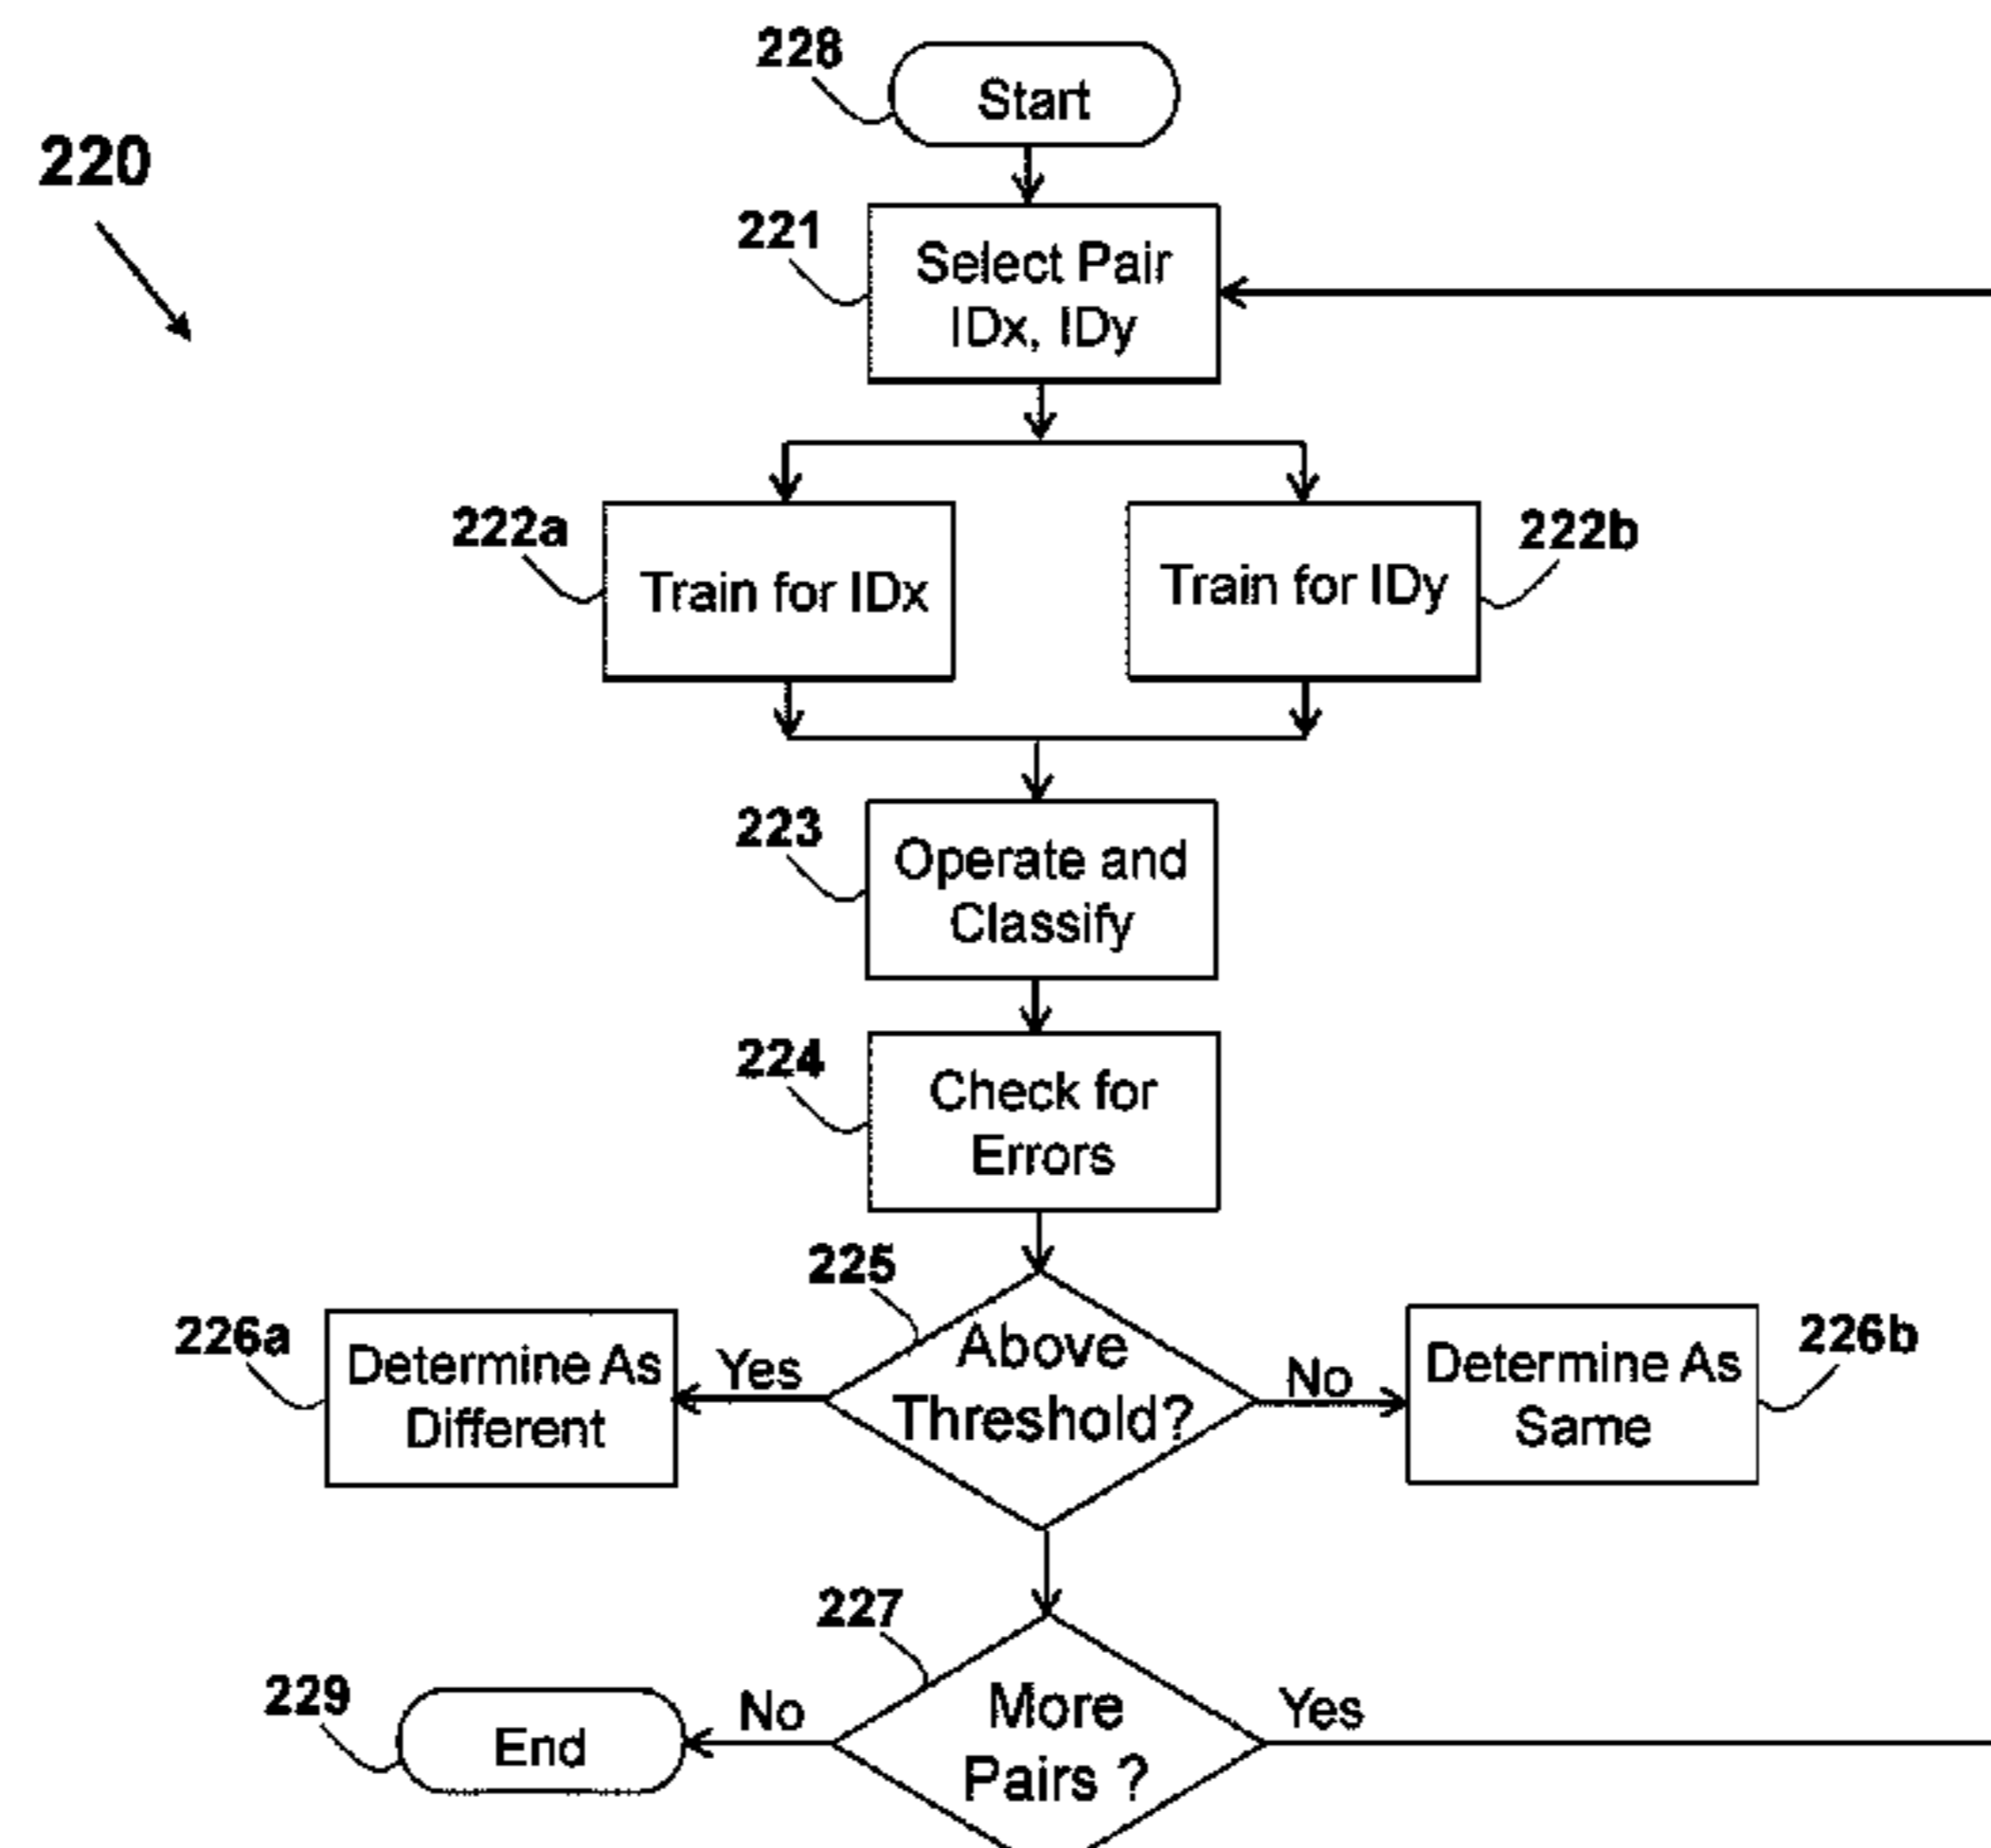 228
Start
220
221
Select Pair
IDx, IDy
222a
Train for IDx
222b
Train for IDy
223
Operate and
Classify
224
Check for
Errors
225
Above
Threshold?
Yes
No
226a
Determine As
Different
226b
Determine As
Same
227
More
Pairs ?
No
Yes
229
End